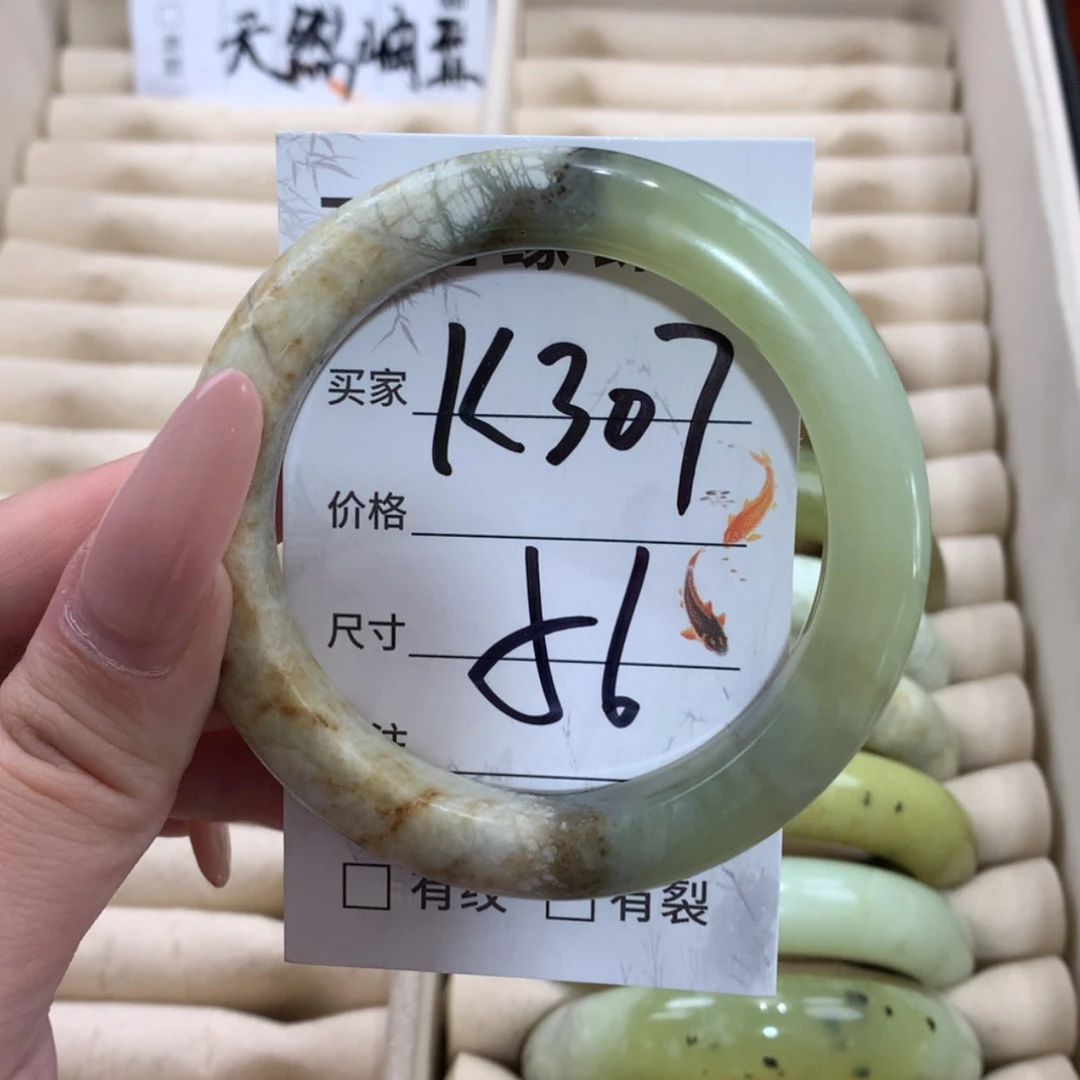 天然
买家 K307
价格
尺寸 56
□ 有纹 □ 有裂